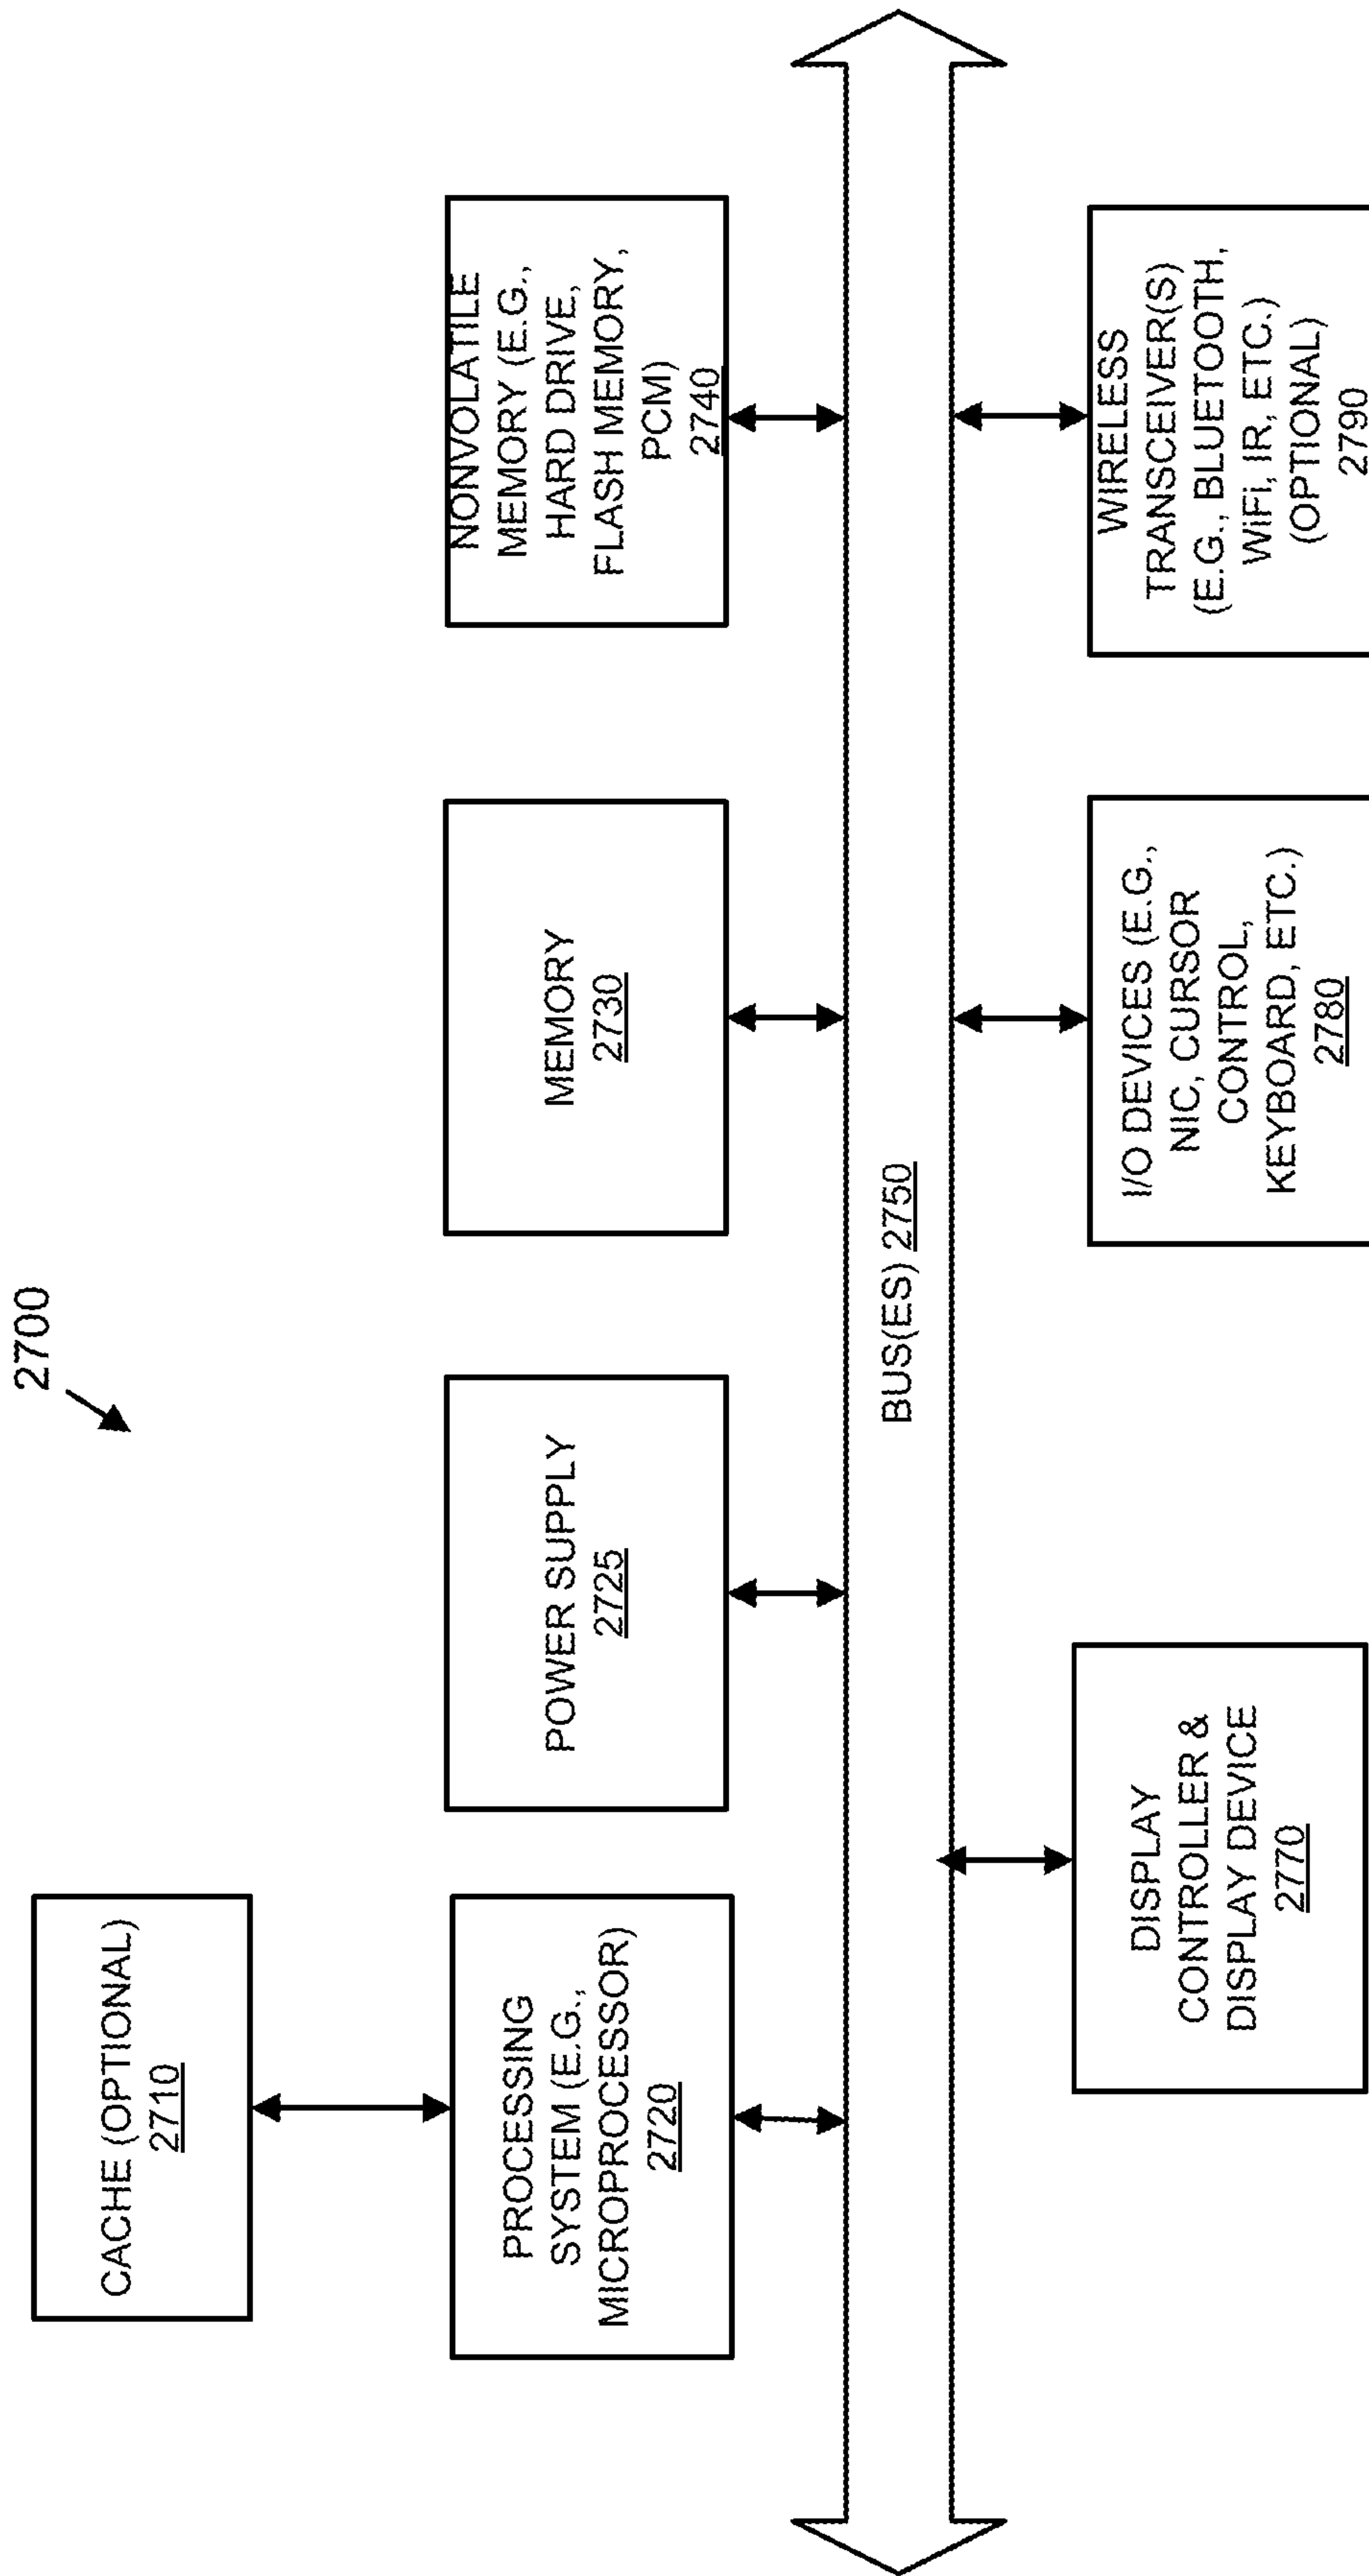 2700
CACHE (OPTIONAL)
2710
PROCESSING
SYSTEM (E.G.,
MICROPROCESSOR)
2720
POWER SUPPLY
2725
MEMORY
2730
NONVOLATILE
MEMORY (E.G.,
HARD DRIVE,
FLASH MEMORY,
PCM)
2740
BUS(ES) 2750
DISPLAY
CONTROLLER &
DISPLAY DEVICE
2770
I/O DEVICES (E.G.,
NIC, CURSOR
CONTROL,
KEYBOARD, ETC.)
2780
WIRELESS
TRANSCEIVER(S)
(E.G., BLUETOOTH,
WiFi, IR, ETC.)
(OPTIONAL)
2790